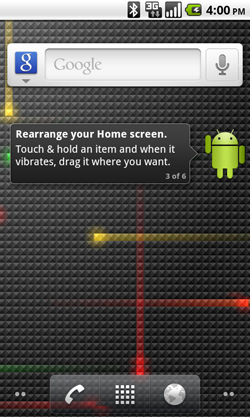 3G
4:00 PM
8 Google
Rearrange your Home screen.
Touch & hold an item and when it
vibrates, drag it where you want.
3 of 6